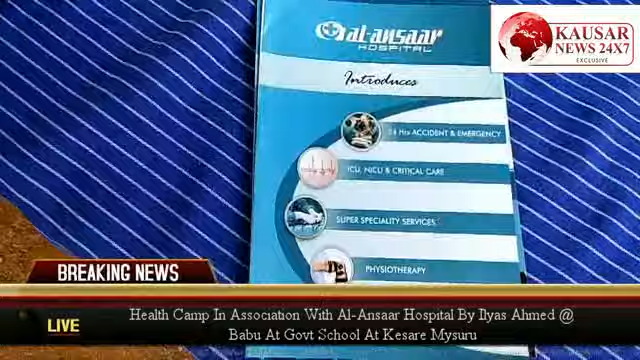 al-ansaar
HOSPITAL
KAUSAR
NEWS 24X7
EXCLUSIVE
Introduces
24 Hrs ACCIDENT & EMERGENCY
ICU, NICU & CRITICAL CARE
SUPER SPECIALITY SERVICES
PHYSIOTHERAPY
BREAKING NEWS
LIVE
Health Camp In Association With Al-Ansaar Hospital By Ilyas Ahmed @
Babu At Govt School At Kesare Mysuru